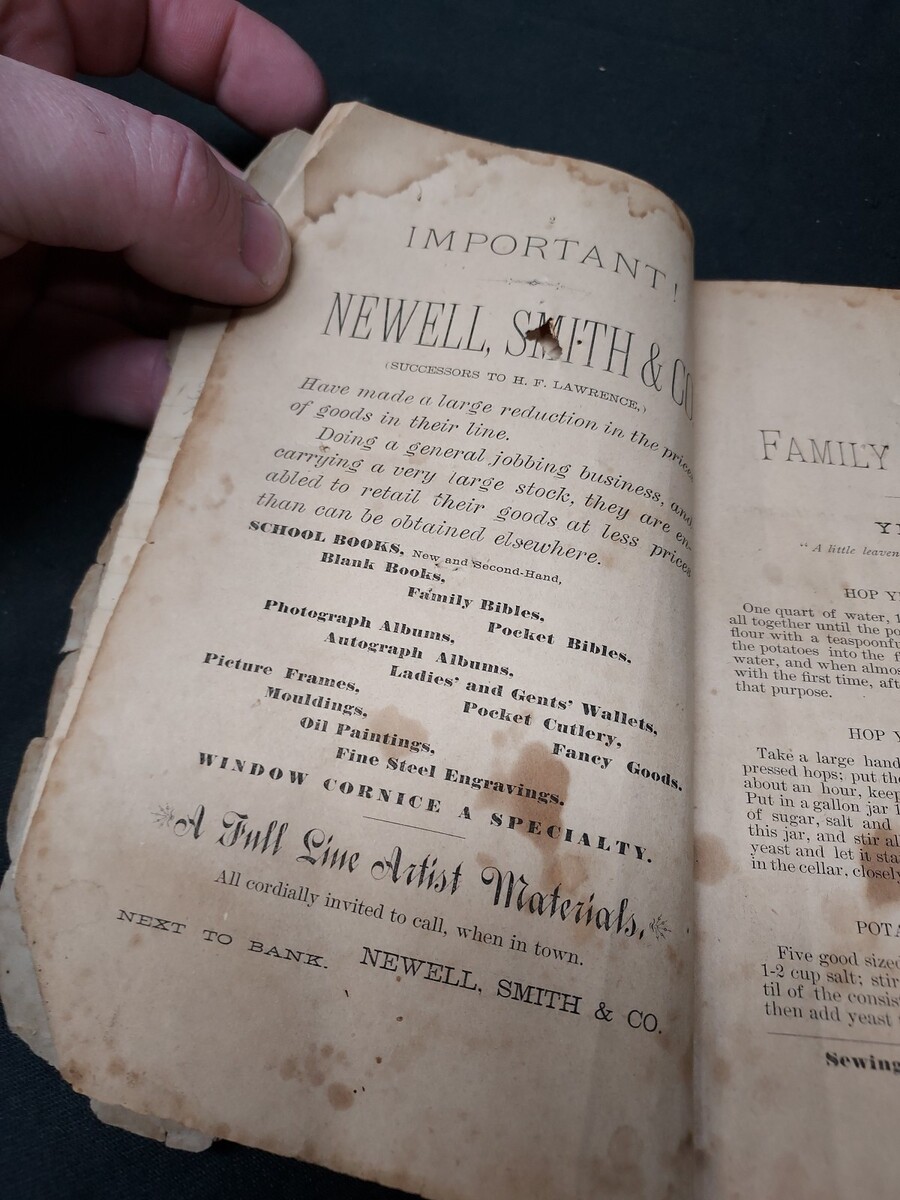 IMPORTANT!
NEWELL, SMITH & CO
(SUCCESSORS TO H. F. LAWRENCE,)
Have made a large reduction in the prices
of goods in their line.
Doing a general jobbing business, and
carrying a very large stock, they are en-
abled to retail their goods at less prices
than can be obtained elsewhere.
SCHOOL BOOKS, New and Second-Hand,
Blank Books,
Family Bibles,
Pocket Bibles,
Photograph Albums,
Autograph Albums,
Ladies' and Gents' Wallets,
Picture Frames,
Pocket Cutlery,
Mouldings,
Fancy Goods.
Oil Paintings,
Fine Steel Engravings.
WINDOW CORNICE A SPECIALTY.
A Full Line Artist Materials.
All cordially invited to call, when in town.
NEXT TO BANK. NEWELL, SMITH & CO.
FAMILY
"A little leaven
HOP
One quart of water, 1
all together until the
flour with a teaspoonfu
the potatoes into the
water, and when almos
with the first time,
that purpose.
HOP
Take a large hand
pressed hops; put the
about an hour, keep
Put in a gallon jar
of sugar, salt and
this jar, and stir al
yeast and let it sta
in the cellar, closely
POTA
Five good sized
1-2 cup salt; stir
til of the consis
then add yeast
Sewing